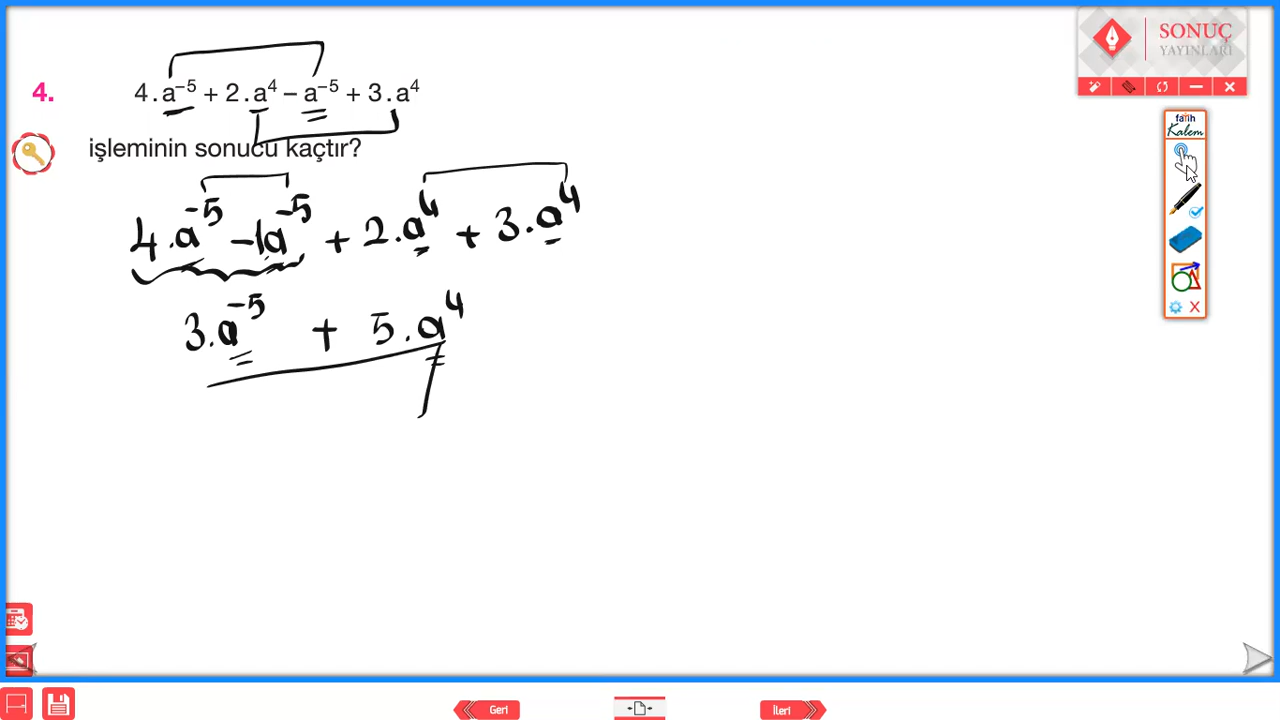 SONUÇ
YAYINLARI
4. 4.a⁻⁵ + 2.a⁴ – a⁻⁵ + 3.a⁴
işleminin sonucu kaçtır?
fatih
Kalem
4.a⁻⁵ – 1a⁻⁵ + 2.a⁴ + 3.a⁴
3.a⁻⁵ + 5.a⁴
X
Geri
İleri